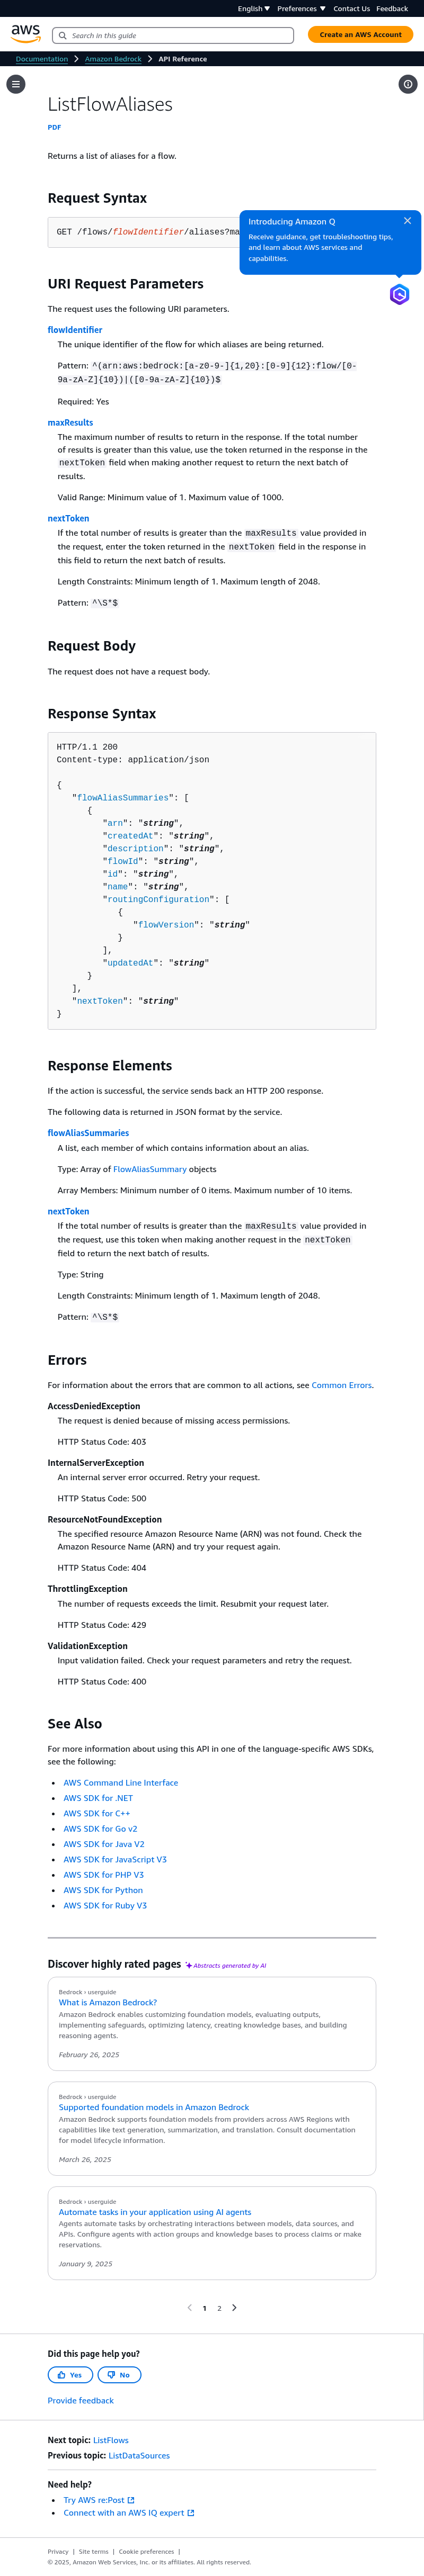 English
Preferences
Contact Us
Feedback
aws
Search in this guide
Create an AWS Account
Documentation
Amazon Bedrock
API Reference
ListFlowAliases
PDF
Returns a list of aliases for a flow.
Request Syntax
GET /flows/flowIdentifier/aliases?ma
Introducing Amazon Q
Receive guidance, get troubleshooting tips,
and learn about AWS services and
capabilities.
URI Request Parameters
The request uses the following URI parameters.
flowIdentifier
The unique identifier of the flow for which aliases are being returned.
Pattern: ^(arn:aws:bedrock:[a-z0-9-]{1,20}:[0-9]{12}:flow/[0-
9a-zA-Z]{10})|([0-9a-zA-Z]{10})$
Required: Yes
maxResults
The maximum number of results to return in the response. If the total number
of results is greater than this value, use the token returned in the response in the
nextToken field when making another request to return the next batch of
results.
Valid Range: Minimum value of 1. Maximum value of 1000.
nextToken
If the total number of results is greater than the maxResults value provided in
the request, enter the token returned in the nextToken field in the response in
this field to return the next batch of results.
Length Constraints: Minimum length of 1. Maximum length of 2048.
Pattern: ^\S*$
Request Body
The request does not have a request body.
Response Syntax
HTTP/1.1 200
Content-type: application/json
{
"flowAliasSummaries": [
{
"arn": "string",
"createdAt": "string",
"description": "string",
"flowId": "string",
"id": "string",
"name": "string",
"routingConfiguration": [
{
"flowVersion": "string"
}
],
"updatedAt": "string"
}
],
"nextToken": "string"
}
Response Elements
If the action is successful, the service sends back an HTTP 200 response.
The following data is returned in JSON format by the service.
flowAliasSummaries
A list, each member of which contains information about an alias.
Type: Array of FlowAliasSummary objects
Array Members: Minimum number of 0 items. Maximum number of 10 items.
nextToken
If the total number of results is greater than the maxResults value provided in
the request, use this token when making another request in the nextToken
field to return the next batch of results.
Type: String
Length Constraints: Minimum length of 1. Maximum length of 2048.
Pattern: ^\S*$
Errors
For information about the errors that are common to all actions, see Common Errors.
AccessDeniedException
The request is denied because of missing access permissions.
HTTP Status Code: 403
InternalServerException
An internal server error occurred. Retry your request.
HTTP Status Code: 500
ResourceNotFoundException
The specified resource Amazon Resource Name (ARN) was not found. Check the
Amazon Resource Name (ARN) and try your request again.
HTTP Status Code: 404
ThrottlingException
The number of requests exceeds the limit. Resubmit your request later.
HTTP Status Code: 429
ValidationException
Input validation failed. Check your request parameters and retry the request.
HTTP Status Code: 400
See Also
For more information about using this API in one of the language-specific AWS SDKs,
see the following:
• AWS Command Line Interface
• AWS SDK for .NET
• AWS SDK for C++
• AWS SDK for Go v2
• AWS SDK for Java V2
• AWS SDK for JavaScript V3
• AWS SDK for PHP V3
• AWS SDK for Python
• AWS SDK for Ruby V3
Discover highly rated pages Abstracts generated by AI
Bedrock › userguide
What is Amazon Bedrock?
Amazon Bedrock enables customizing foundation models, evaluating outputs,
implementing safeguards, optimizing latency, creating knowledge bases, and building
reasoning agents.
February 26, 2025
Bedrock › userguide
Supported foundation models in Amazon Bedrock
Amazon Bedrock supports foundation models from providers across AWS Regions with
capabilities like text generation, summarization, and translation. Consult documentation
for model lifecycle information.
March 26, 2025
Bedrock › userguide
Automate tasks in your application using AI agents
Agents automate tasks by orchestrating interactions between models, data sources, and
APIs. Configure agents with action groups and knowledge bases to process claims or make
reservations.
January 9, 2025
1 2
Did this page help you?
Yes
No
Provide feedback
Next topic: ListFlows
Previous topic: ListDataSources
Need help?
• Try AWS re:Post
• Connect with an AWS IQ expert
Privacy | Site terms | Cookie preferences |
© 2025, Amazon Web Services, Inc. or its affiliates. All rights reserved.